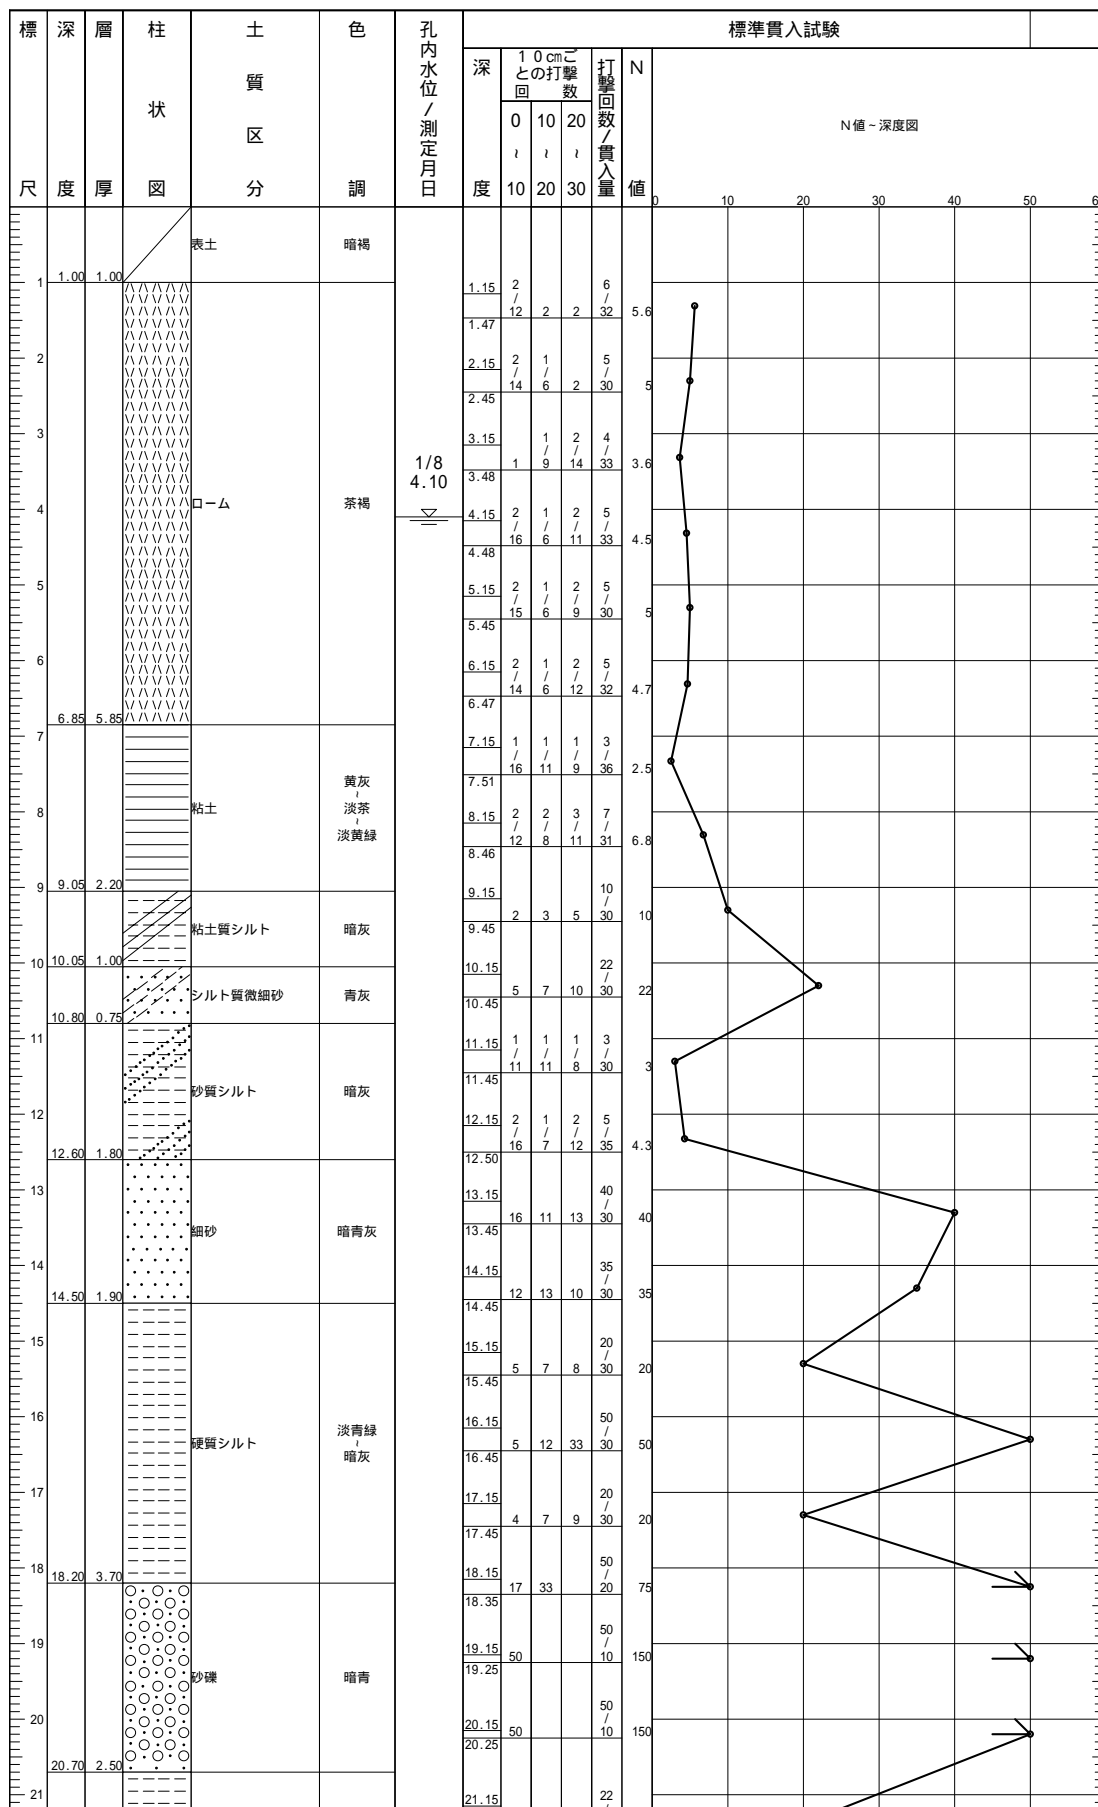 標尺 深度 層厚 柱状図 土質区分 色調 孔内水位/測定月日 標準貫入試験
深度 10cmごとの打撃回数 打撃回数/貫入量 N値
0~10 10~20 20~30
N値~深度図
0 10 20 30 40 50 6
表土 暗褐
1 1.00 1.00
1.15 2/12 2 2 6/32 5.6
1.47
2
2.15 2/14 1/6 2 5/30 5
2.45
3
3.15 1 1/9 2/14 4/33 3.6
3.48
1/8
4.10
ローム 茶褐
4
4.15 2/16 1/6 2/11 5/33 4.5
4.48
5
5.15 2/15 1/6 2/9 5/30 5
5.45
6
6.15 2/14 1/6 2/12 5/32 4.7
6.47
6.85 5.85
7
7.15 1/16 1/11 1/9 3/36 2.5
7.51
粘土 黄灰~淡茶~淡黄緑
8
8.15 2/12 2/8 3/11 7/31 6.8
8.46
9 9.05 2.20
9.15 2 3 5 10/30 10
9.45
粘土質シルト 暗灰
10 10.05 1.00
10.15 5 7 10 22/30 22
10.45
シルト質微細砂 青灰
10.80 0.75
11
11.15 1/11 1/11 1/8 3/30 3
11.45
砂質シルト 暗灰
12
12.15 2/16 1/7 2/12 5/35 4.3
12.50
12.60 1.80
13
13.15 16 11 13 40/30 40
13.45
細砂 暗青灰
14
14.15 12 13 10 35/30 35
14.45
14.50 1.90
15
15.15 5 7 8 20/30 20
15.45
16
16.15 5 12 33 50/30 50
16.45
硬質シルト 淡青緑~暗灰
17
17.15 4 7 9 20/30 20
17.45
18
18.20 3.70
18.15 17 33 50/20 75
18.35
19
19.15 50 50/10 150
19.25
砂礫 暗青
20
20.15 50 50/10 150
20.25
20.70 2.50
21
21.15 22